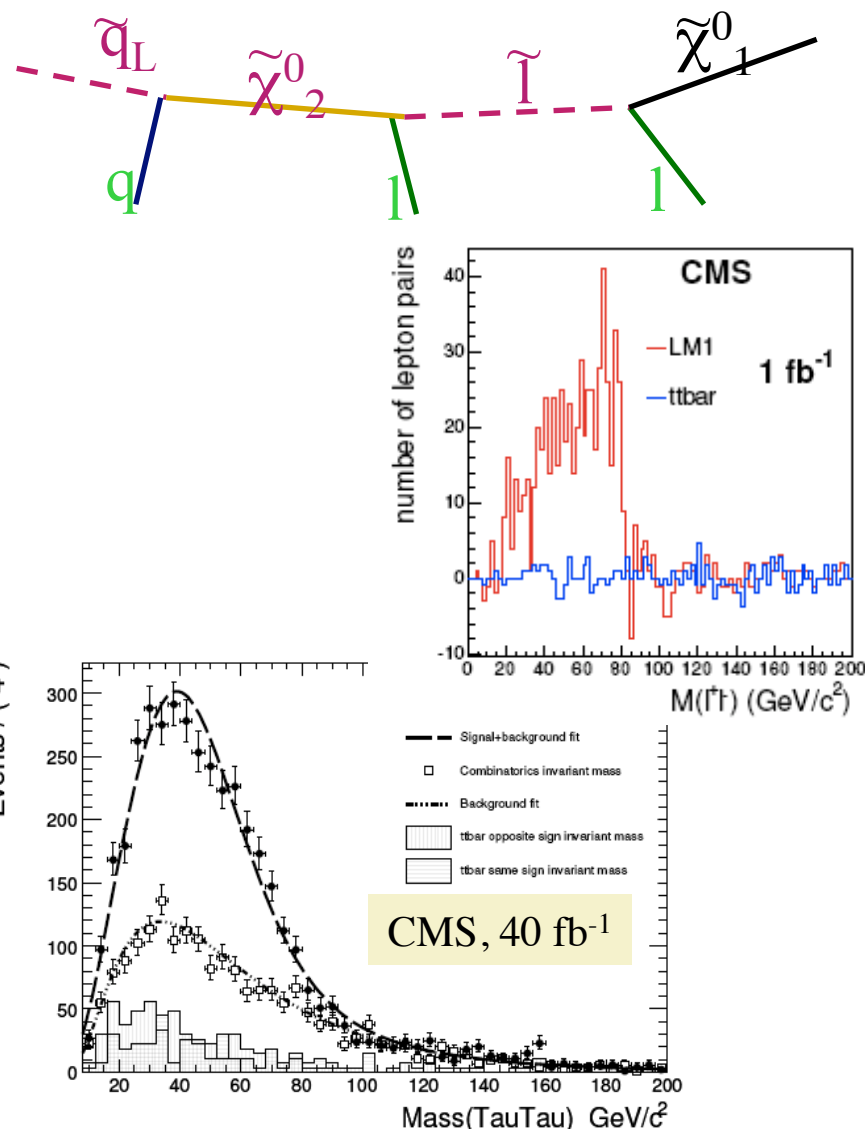 q̃L χ̃⁰₂ l̃ χ̃⁰₁
q l l
number of lepton pairs
CMS
LM1
ttbar
1 fb⁻¹
40
30
20
10
0
-10
0 20 40 60 80 100 120 140 160 180 200
M(l⁺l⁻) (GeV/c²)
300
250
200
150
100
50
0
Signal+background fit
Combinatorics invariant mass
Background fit
ttbar opposite sign invariant mass
ttbar same sign invariant mass
CMS, 40 fb⁻¹
20 40 60 80 100 120 140 160 180 200
Mass(TauTau) GeV/c²